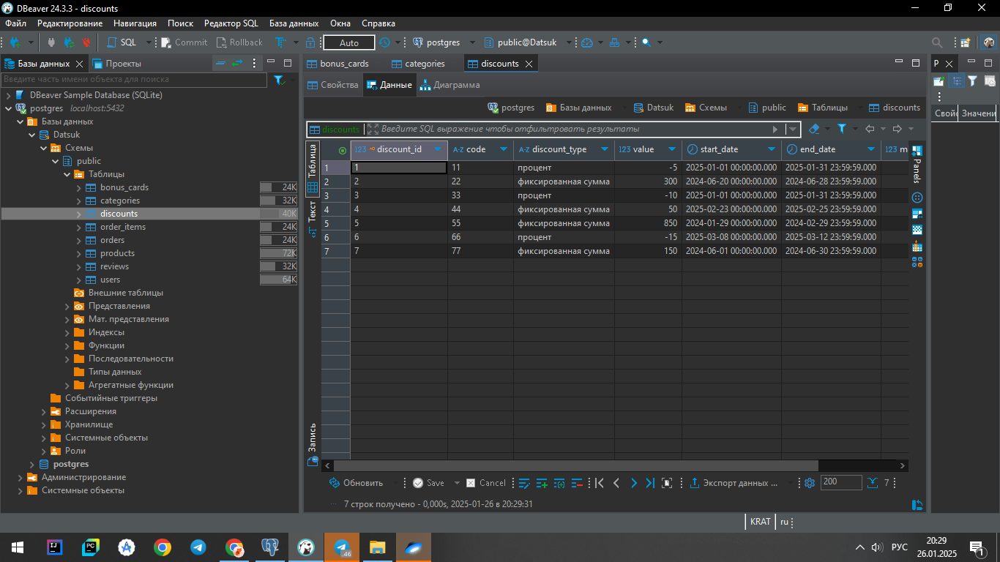 DBeaver 24.3.3 - discounts
Файл Редактирование Навигация Поиск Редактор SQL База данных Окна Справка
SQL Commit Rollback Auto postgres public@Datsuk
Базы данных Проекты
Введите часть имени объекта для поиска
DBeaver Sample Database (SQLite)
postgres localhost:5432
Базы данных
Datsuk
Схемы
public
Таблицы
bonus_cards 24K
categories 32K
discounts 40K
order_items 24K
orders 24K
products 72K
reviews 32K
users 64K
Внешние таблицы
Представления
Мат. представления
Индексы
Функции
Последовательности
Типы данных
Агрегатные функции
Событийные триггеры
Расширения
Хранилище
Системные объекты
Роли
postgres
Администрирование
Системные объекты
bonus_cards categories discounts
Свойства Данные Диаграмма
postgres Базы данных Datsuk Схемы public Таблицы discounts
discounts Введите SQL выражение чтобы отфильтровать результаты
Таблица
Текст
Запись
123 discount_id A-Z code A-Z discount_type 123 value start_date end_date 123 m
1 1 11 процент -5 2025-01-01 00:00:00.000 2025-01-31 23:59:59.000
2 2 22 фиксированная сумма 300 2024-06-20 00:00:00.000 2024-06-28 23:59:59.000
3 3 33 процент -10 2025-01-01 00:00:00.000 2025-01-31 23:59:59.000
4 4 44 фиксированная сумма 50 2025-02-23 00:00:00.000 2025-02-25 23:59:59.000
5 5 55 фиксированная сумма 850 2024-01-29 00:00:00.000 2024-02-29 23:59:59.000
6 6 66 процент -15 2025-03-08 00:00:00.000 2025-03-12 23:59:59.000
7 7 77 фиксированная сумма 150 2024-06-01 00:00:00.000 2024-06-30 23:59:59.000
Panels
Обновить Save Cancel Экспорт данных ... 200 7
7 строк получено - 0,000s, 2025-01-26 в 20:29:31
Р
Свой Значени
KRAT ru
IJ PC ..46 РУС 20:29
26.01.2025
1